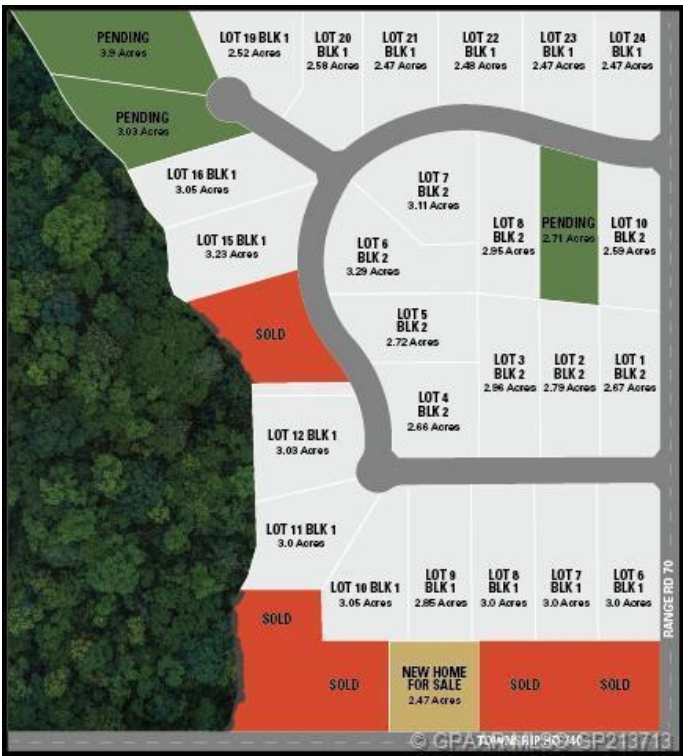 PENDING
3.9 Acres
LOT 19 BLK 1
2.52 Acres
LOT 20
BLK 1
2.58 Acres
LOT 21
BLK 1
2.47 Acres
LOT 22
BLK 1
2.48 Acres
LOT 23
BLK 1
2.47 Acres
LOT 24
BLK 1
2.47 Acres
PENDING
3.03 Acres
LOT 16 BLK 1
3.05 Acres
LOT 7
BLK 2
3.11 Acres
LOT 15 BLK 1
3.23 Acres
LOT 6
BLK 2
3.29 Acres
LOT 8
BLK 2
2.95 Acres
PENDING
2.71 Acres
LOT 10
BLK 2
2.59 Acres
SOLD
LOT 5
BLK 2
2.72 Acres
LOT 3
BLK 2
2.96 Acres
LOT 2
BLK 2
2.79 Acres
LOT 1
BLK 2
2.67 Acres
LOT 4
BLK 2
2.66 Acres
LOT 12 BLK 1
3.03 Acres
LOT 11 BLK 1
3.0 Acres
LOT 10 BLK 1
3.05 Acres
LOT 9
BLK 1
2.85 Acres
LOT 8
BLK 1
3.0 Acres
LOT 7
BLK 1
3.0 Acres
LOT 6
BLK 1
3.0 Acres
RANGE RD 70
SOLD
SOLD
NEW HOME
FOR SALE
2.47 Acres
SOLD
SOLD
TOWNSHIP RD 740